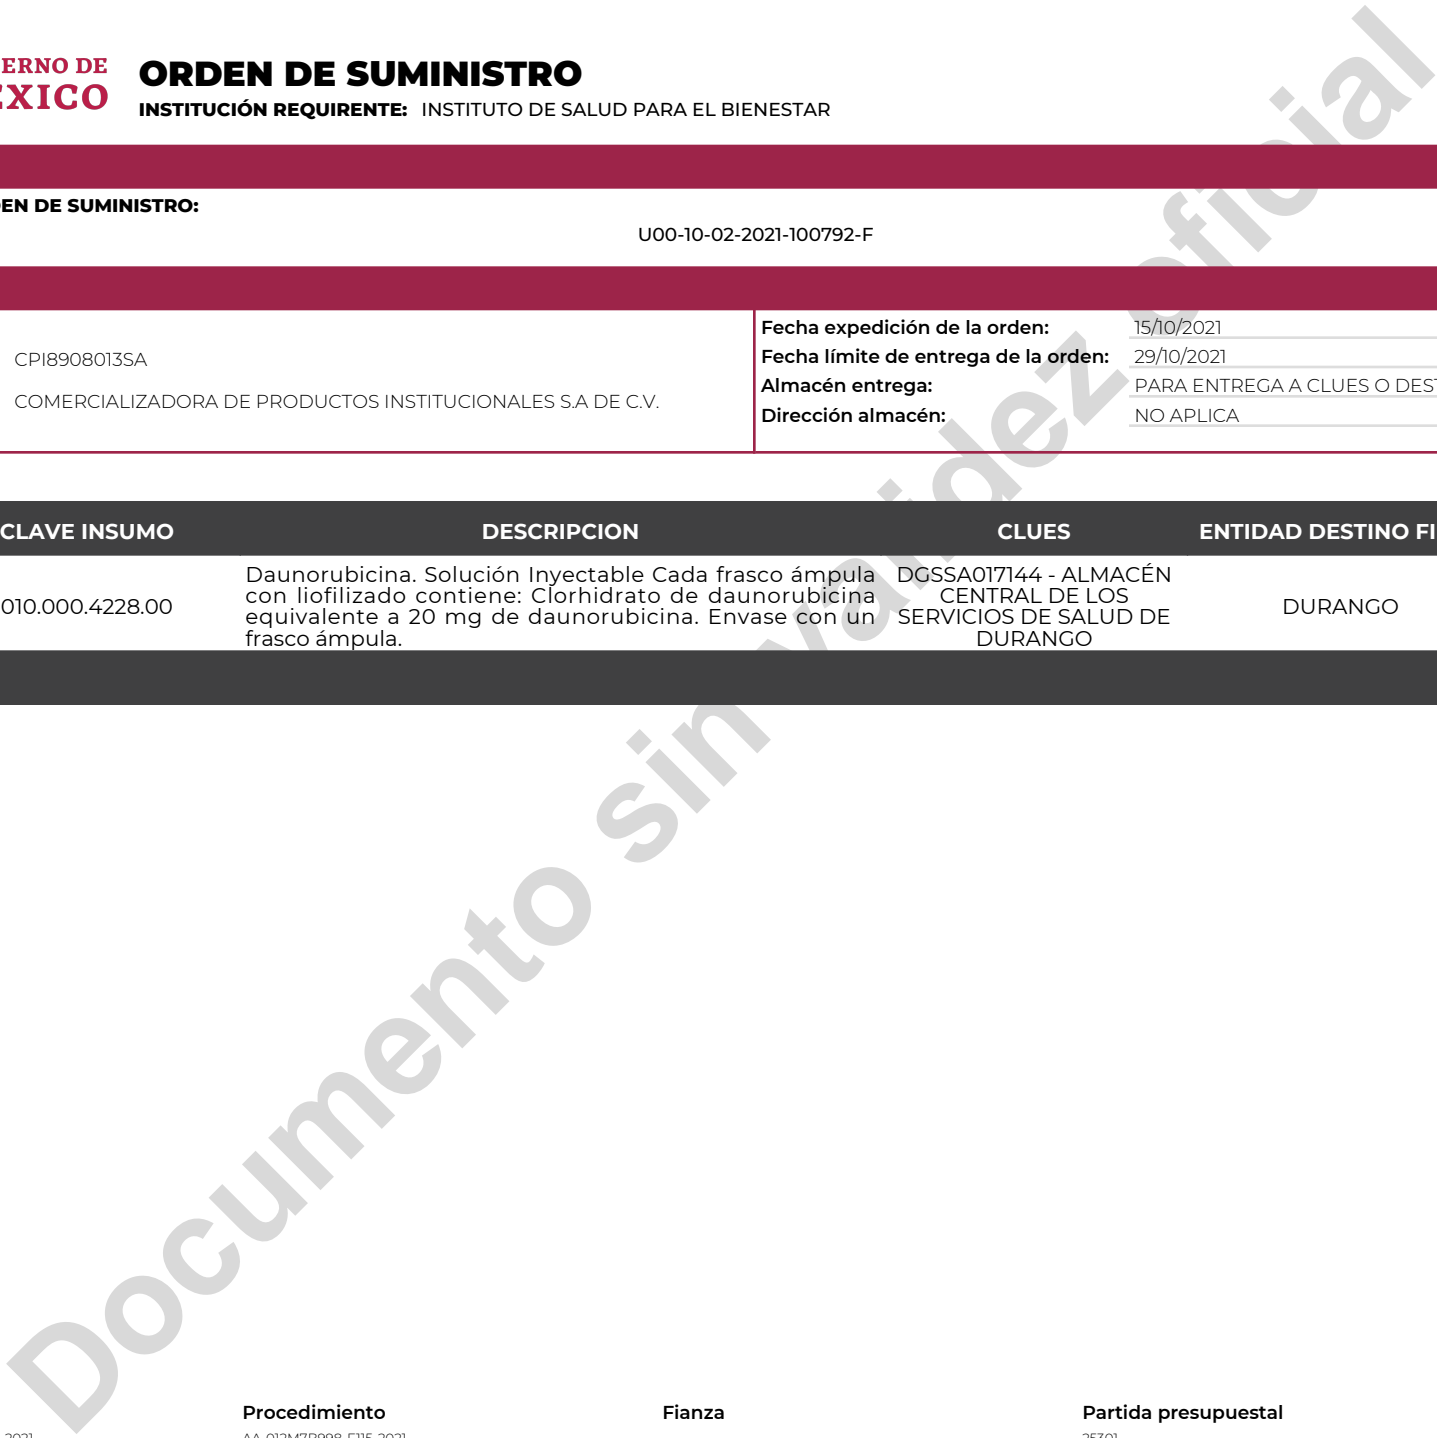 ERNO DE
ÉXICO
ORDEN DE SUMINISTRO
INSTITUCIÓN REQUIRENTE: INSTITUTO DE SALUD PARA EL BIENESTAR
EN DE SUMINISTRO:
U00-10-02-2021-100792-F
CPI8908013SA
COMERCIALIZADORA DE PRODUCTOS INSTITUCIONALES S.A DE C.V.
Fecha expedición de la orden: 15/10/2021
Fecha límite de entrega de la orden: 29/10/2021
Almacén entrega: PARA ENTREGA A CLUES O DEST
Dirección almacén: NO APLICA
CLAVE INSUMO DESCRIPCION CLUES ENTIDAD DESTINO FI
010.000.4228.00
Daunorubicina. Solución Inyectable Cada frasco ámpula
con liofilizado contiene: Clorhidrato de daunorubicina
equivalente a 20 mg de daunorubicina. Envase con un
frasco ámpula.
DGSSA017144 - ALMACÉN
CENTRAL DE LOS
SERVICIOS DE SALUD DE
DURANGO
DURANGO
Documento sin validez oficial
Procedimiento Fianza Partida presupuestal